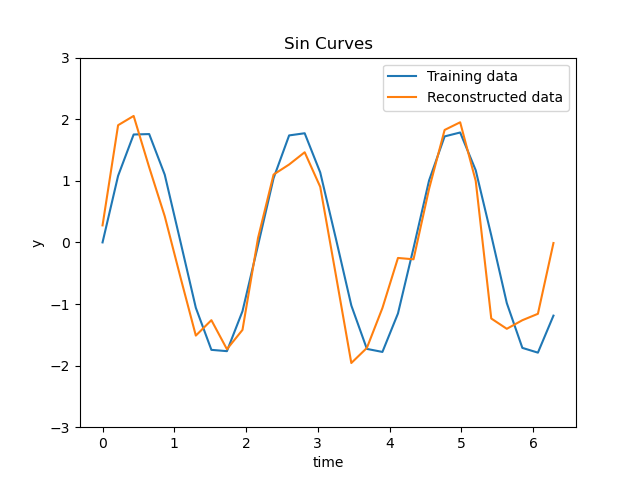 Sin Curves
Training data
Reconstructed data
3
2
1
0
−1
−2
−3
y
0 1 2 3 4 5 6
time